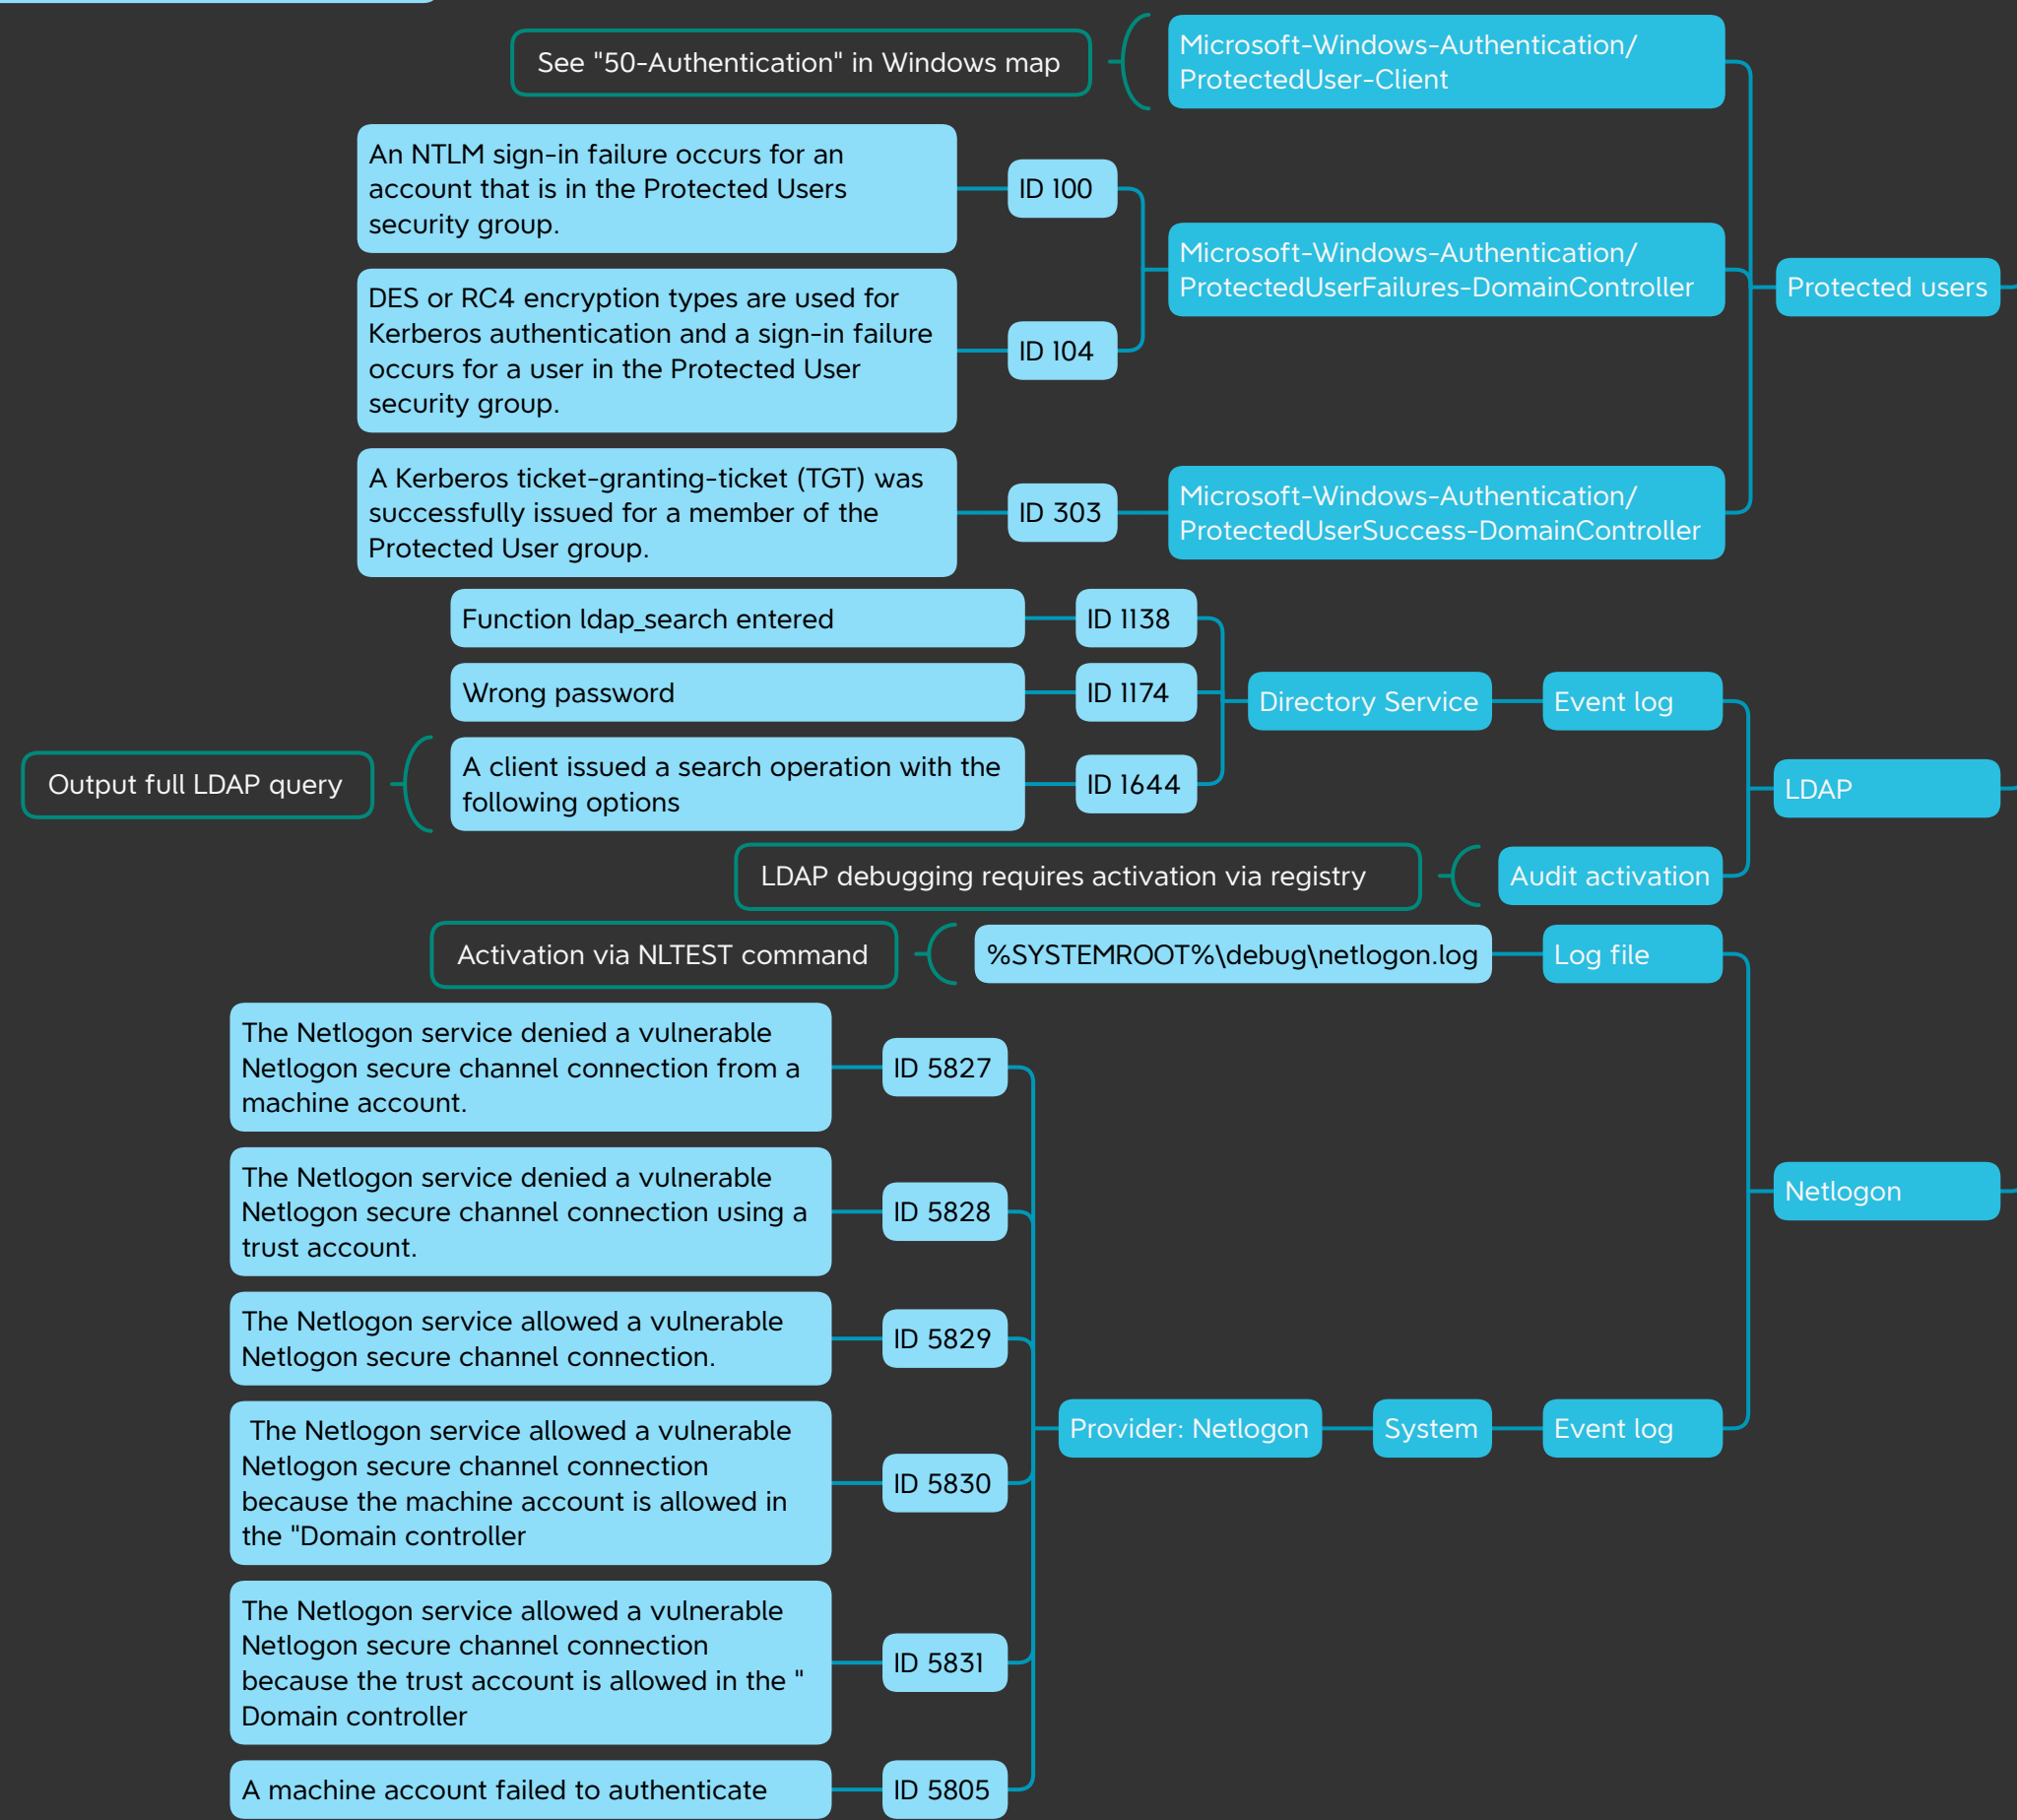 See "50-Authentication" in Windows map
Microsoft-Windows-Authentication/
ProtectedUser-Client
An NTLM sign-in failure occurs for an
account that is in the Protected Users
security group.
ID 100
Microsoft-Windows-Authentication/
ProtectedUserFailures-DomainController
Protected users
DES or RC4 encryption types are used for
Kerberos authentication and a sign-in failure
occurs for a user in the Protected User
security group.
ID 104
A Kerberos ticket-granting-ticket (TGT) was
successfully issued for a member of the
Protected User group.
ID 303
Microsoft-Windows-Authentication/
ProtectedUserSuccess-DomainController
Function ldap_search entered
ID 1138
Wrong password
ID 1174
Directory Service
Event log
Output full LDAP query
A client issued a search operation with the
following options
ID 1644
LDAP
LDAP debugging requires activation via registry
Audit activation
Activation via NLTEST command
%SYSTEMROOT%\debug\netlogon.log
Log file
The Netlogon service denied a vulnerable
Netlogon secure channel connection from a
machine account.
ID 5827
The Netlogon service denied a vulnerable
Netlogon secure channel connection using a
trust account.
ID 5828
Netlogon
The Netlogon service allowed a vulnerable
Netlogon secure channel connection.
ID 5829
The Netlogon service allowed a vulnerable
Netlogon secure channel connection
because the machine account is allowed in
the "Domain controller
ID 5830
Provider: Netlogon
System
Event log
The Netlogon service allowed a vulnerable
Netlogon secure channel connection
because the trust account is allowed in the "
Domain controller
ID 5831
A machine account failed to authenticate
ID 5805